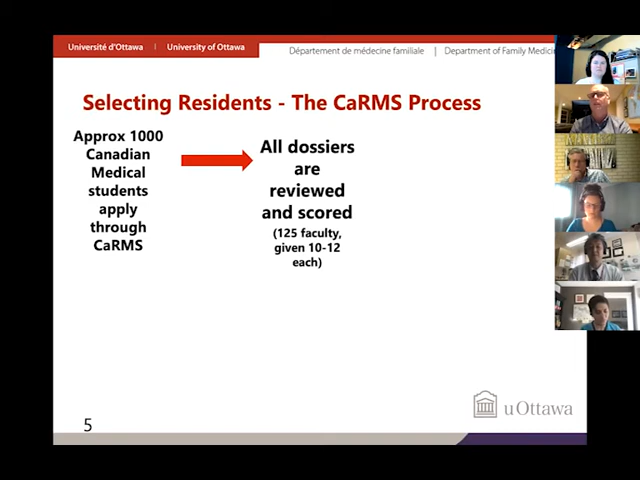 Université d'Ottawa | University of Ottawa
Département de médecine familiale | Department of Family Medicin
Selecting Residents - The CaRMS Process
Approx 1000
Canadian
Medical
students
apply
through
CaRMS
All dossiers
are
reviewed
and scored
(125 faculty,
given 10-12
each)
uOttawa
5